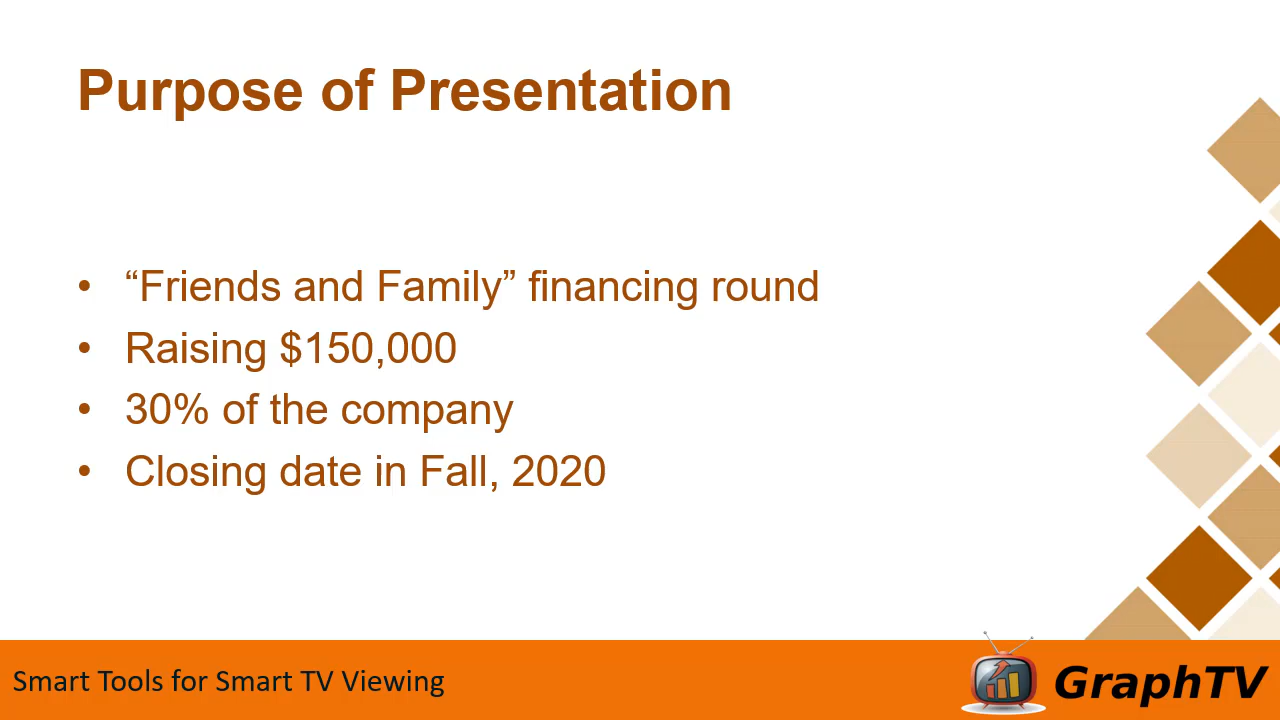 Purpose of Presentation
• “Friends and Family” financing round
• Raising $150,000
• 30% of the company
• Closing date in Fall, 2020
Smart Tools for Smart TV Viewing
GraphTV